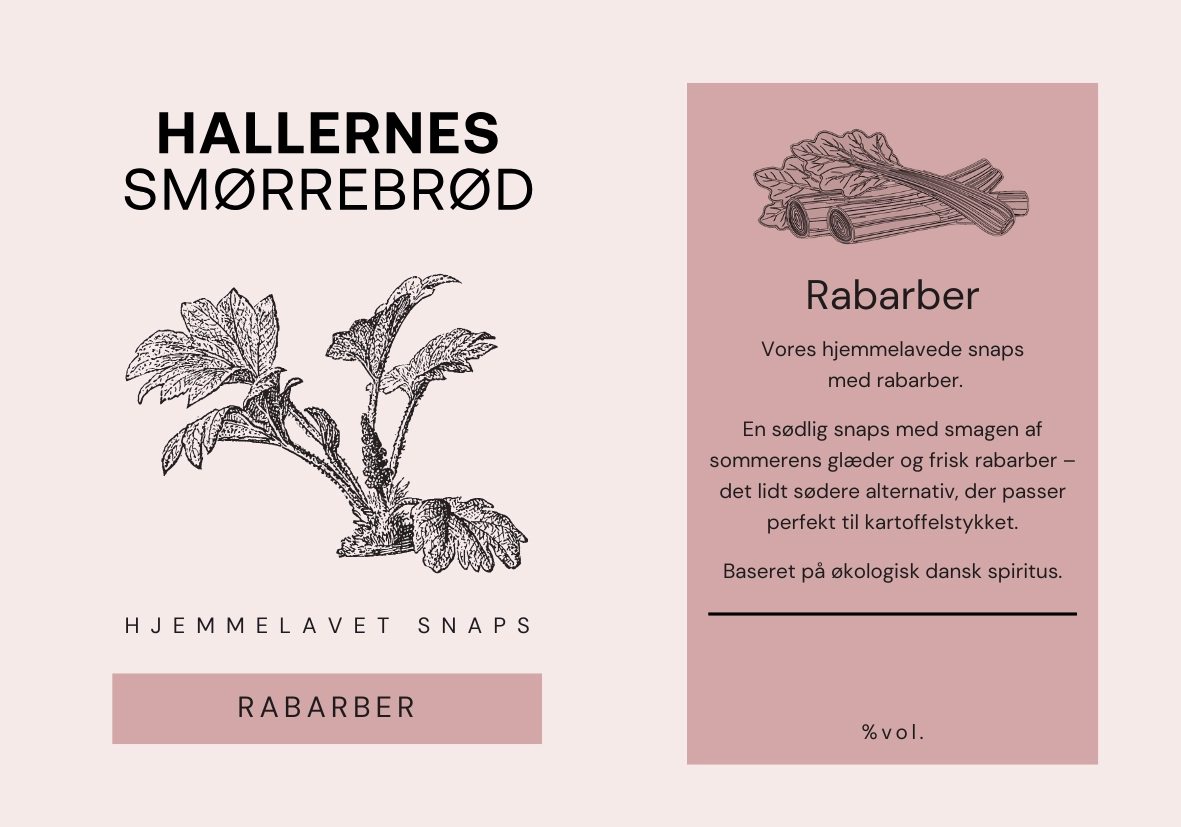 HALLERNES
SMØRREBRØD
HJEMMELAVET SNAPS
RABARBER
Rabarber
Vores hjemmelavede snaps
med rabarber.
En sødlig snaps med smagen af
sommerens glæder og frisk rabarber –
det lidt sødere alternativ, der passer
perfekt til kartoffelstykket.
Baseret på økologisk dansk spiritus.
%vol.